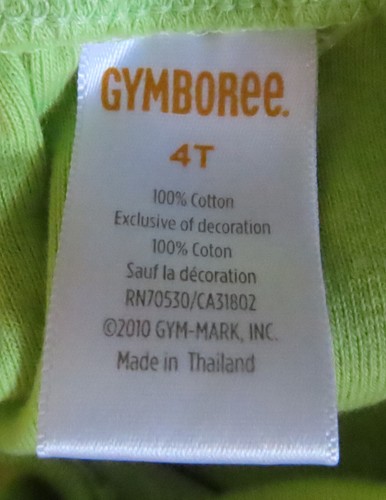 GYMBOREE.
4T
100% Cotton
Exclusive of decoration
100% Coton
Sauf la décoration
RN70530/CA31802
©2010 GYM-MARK, INC.
Made in Thailand